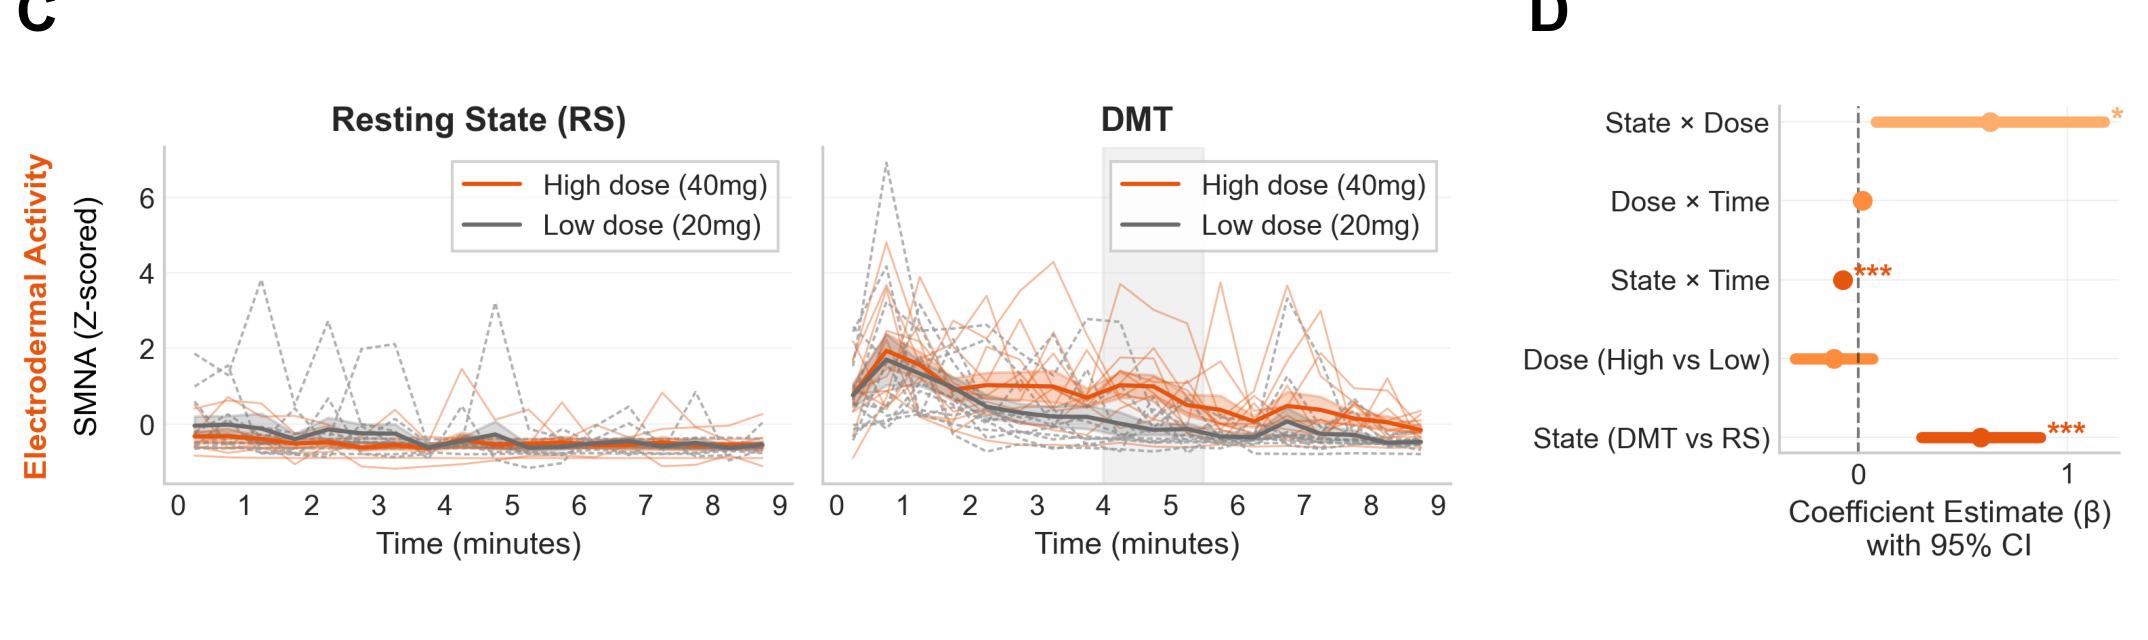 C
D
Resting State (RS)
DMT
Electrodermal Activity
SMNA (Z-scored)
6
4
2
0
High dose (40mg)
Low dose (20mg)
0 1 2 3 4 5 6 7 8 9
Time (minutes)
High dose (40mg)
Low dose (20mg)
0 1 2 3 4 5 6 7 8 9
Time (minutes)
State × Dose
*
Dose × Time
State × Time
***
Dose (High vs Low)
State (DMT vs RS)
***
0 1
Coefficient Estimate (β)
with 95% CI